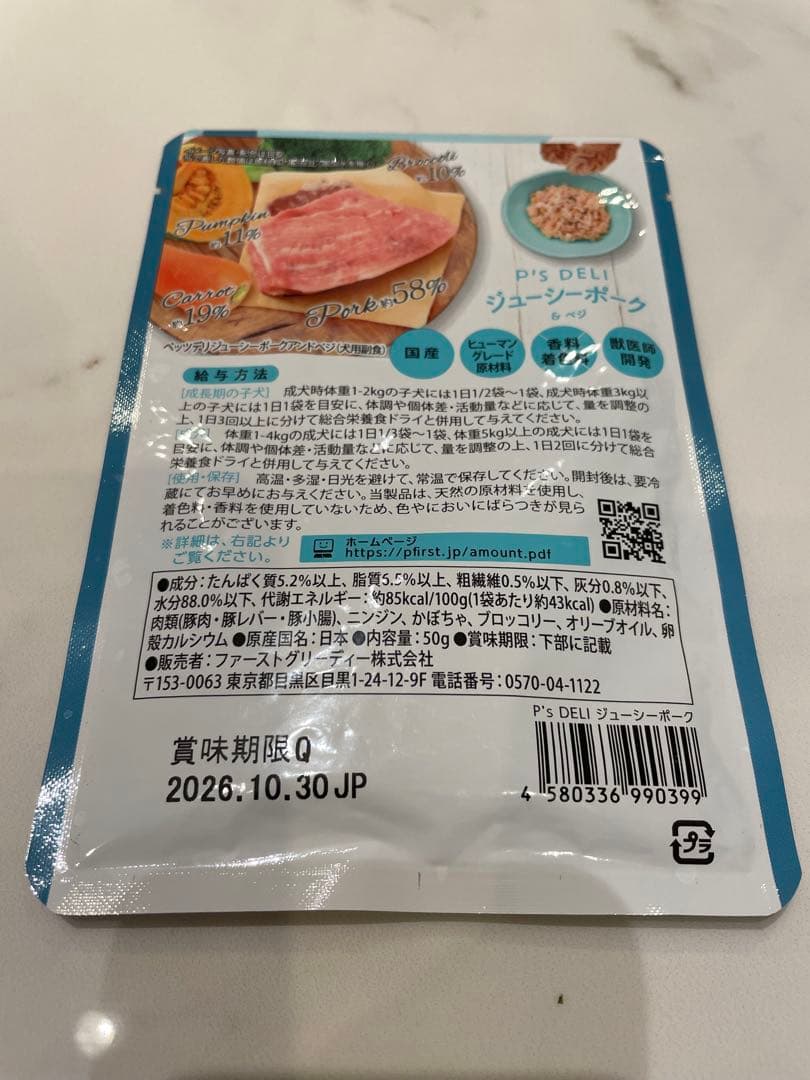 Broccoli
約10%
Pumpkin
約11%
Carrot
約19%
Pork 約58%
P's DELI
ジューシーポーク
& ベジ
ペッツデリジューシーポークアンドベジ(犬用副食)
国産
ヒューマン
グレード
原材料
香料
着色料
獣医師
開発
給与方法
[成長期の子犬] 成犬時体重1-2kgの子犬には1日1/2袋〜1袋、成犬時体重3kg以
上の子犬には1日1袋を目安に、体調や個体差・活動量などに応じて、量を調整の
上、1日3回以上に分けて総合栄養食ドライと併用して与えてください。
体重1-4kgの成犬には1日1/3袋〜1袋、体重5kg以上の成犬には1日1袋を
目安に、体調や個体差・活動量などに応じて、量を調整の上、1日2回に分けて総合
栄養食ドライと併用して与えてください。
[使用・保存] 高温・多湿・日光を避けて、常温で保存してください。開封後は、要冷
蔵にてお早めにお与えください。当製品は、天然の原材料を使用し、
着色料・香料を使用していないため、色やにおいにばらつきが見ら
れることがございます。
※詳細は、右記より
ご覧ください。
ホームページ
https://pfirst.jp/amount.pdf
●成分:たんぱく質5.2%以上、脂質5.5%以上、粗繊維0.5%以下、灰分0.8%以下、
水分88.0%以下、代謝エネルギー:約85kcal/100g(1袋あたり約43kcal) ●原材料名:
肉類(豚肉・豚レバー・豚小腸)、ニンジン、かぼちゃ、ブロッコリー、オリーブオイル、卵
殻カルシウム ●原産国名:日本 ●内容量:50g ●賞味期限:下部に記載
●販売者:ファーストグリーディー株式会社
〒153-0063 東京都目黒区目黒1-24-12-9F 電話番号:0570-04-1122
P's DELI ジューシーポーク
賞味期限Q
2026.10.30 JP
4 580336 990399
プラ